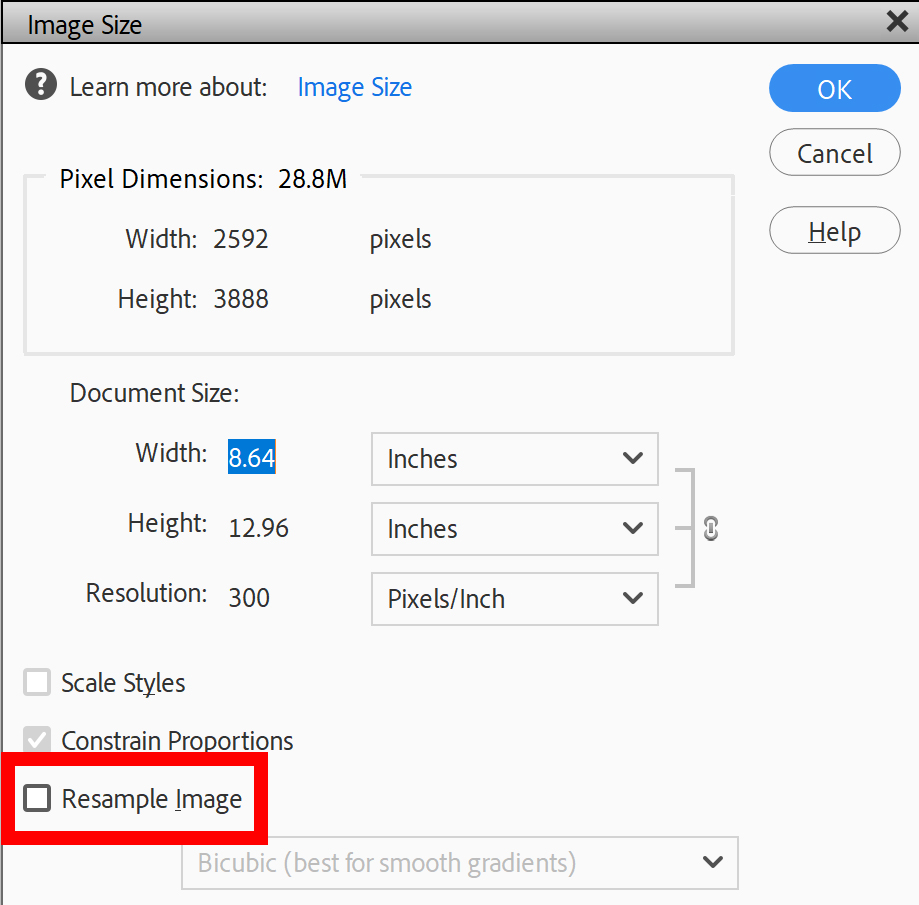 Image Size
? Learn more about: Image Size
OK
Cancel
Help
Pixel Dimensions: 28.8M
Width: 2592 pixels
Height: 3888 pixels
Document Size:
Width: 8.64 Inches
Height: 12.96 Inches
Resolution: 300 Pixels/Inch
Scale Styles
Constrain Proportions
Resample Image
Bicubic (best for smooth gradients)